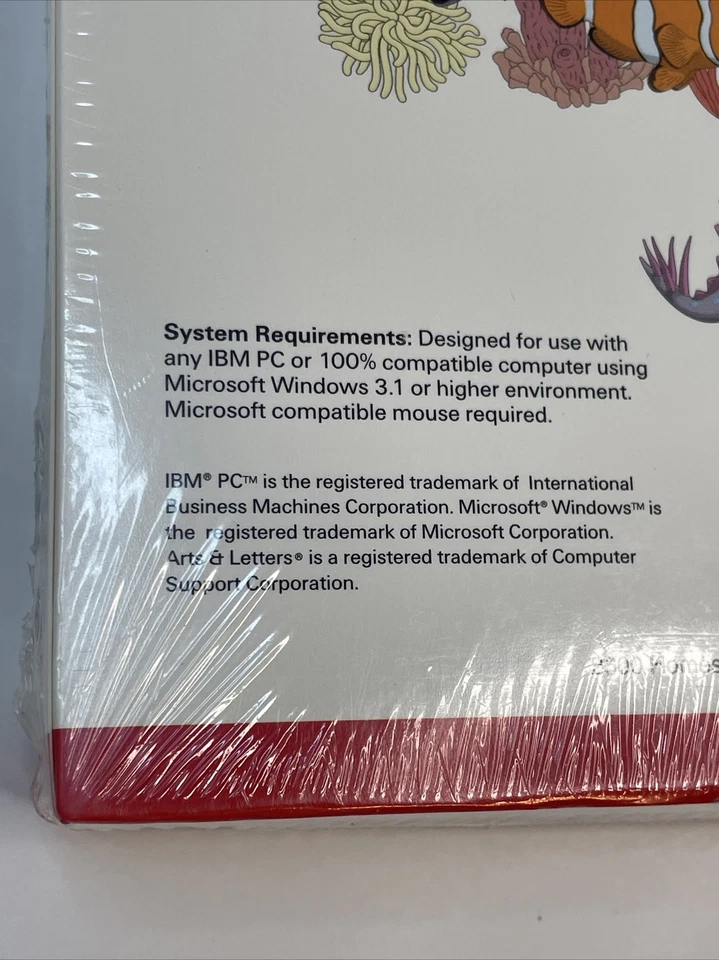 System Requirements: Designed for use with
any IBM PC or 100% compatible computer using
Microsoft Windows 3.1 or higher environment.
Microsoft compatible mouse required.
IBM® PC™ is the registered trademark of International
Business Machines Corporation. Microsoft® Windows™ is
the registered trademark of Microsoft Corporation.
Arts & Letters® is a registered trademark of Computer
Support Corporation.